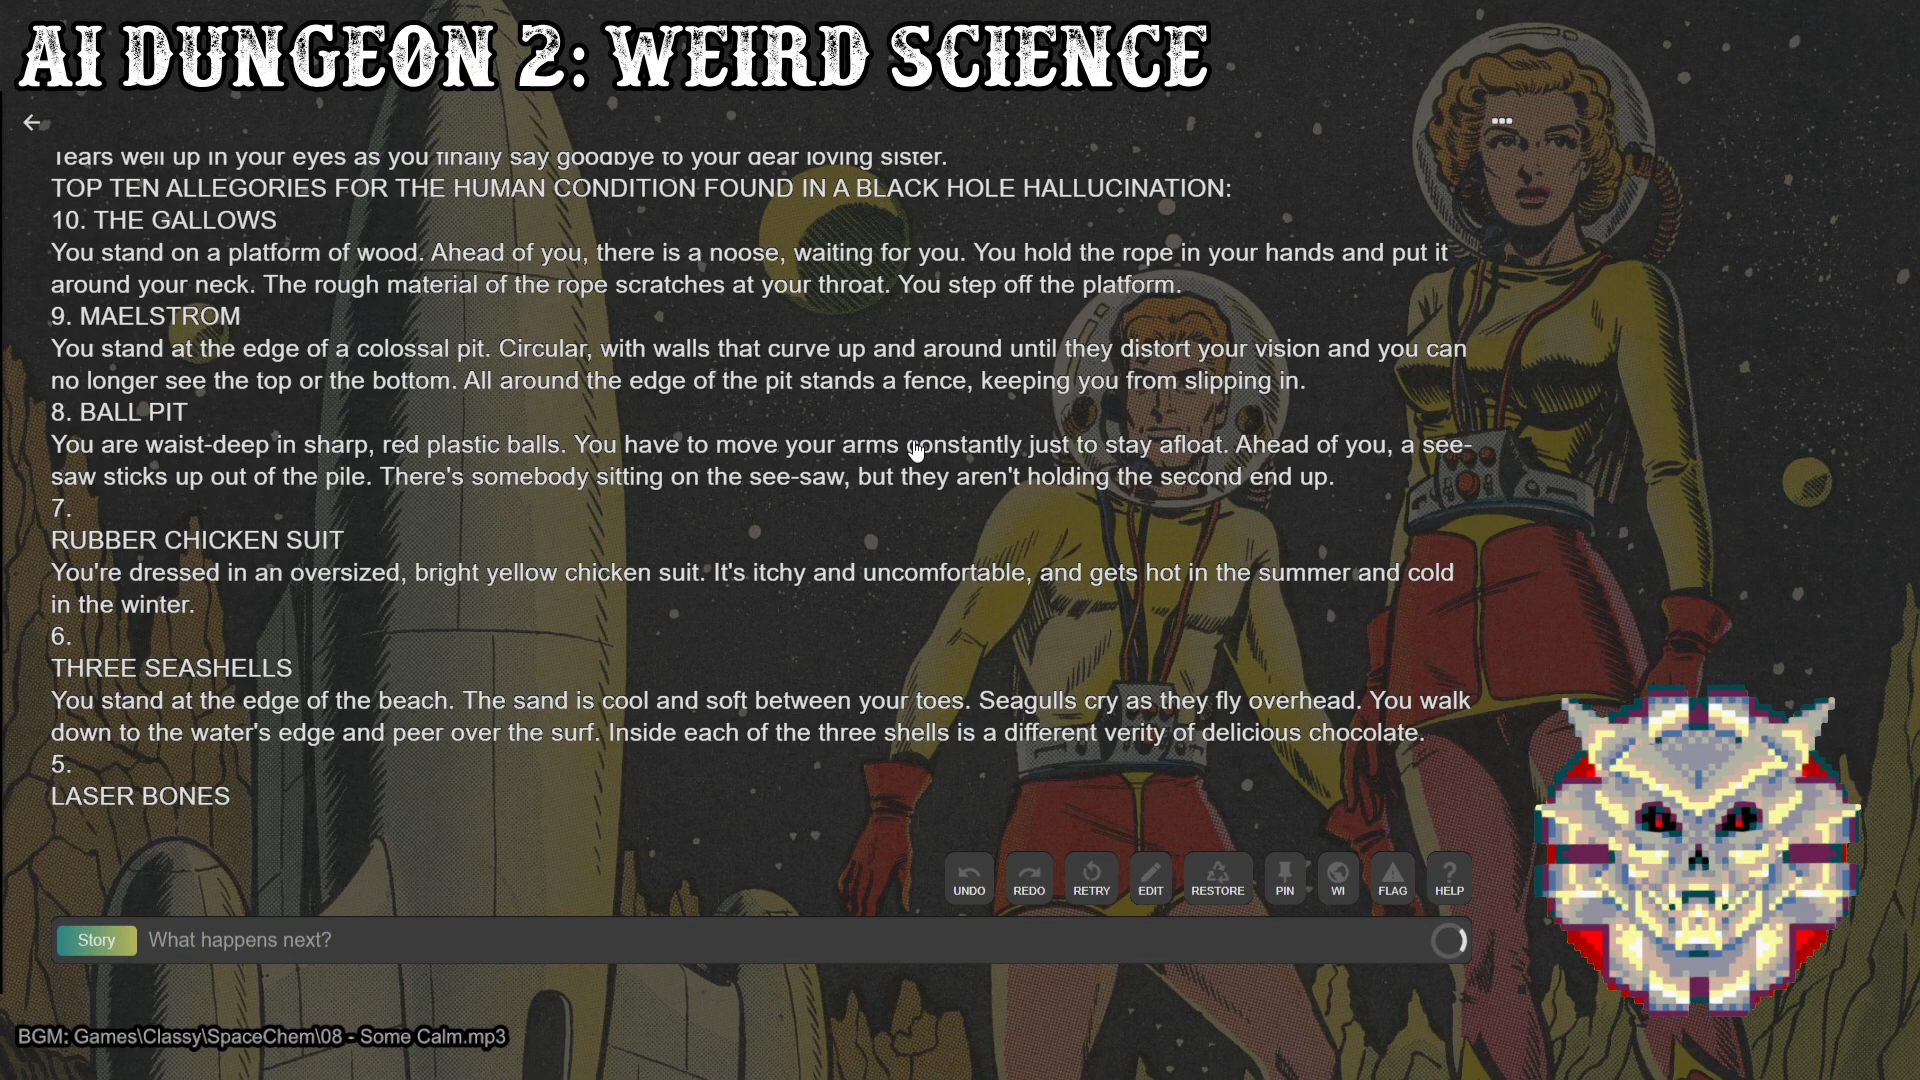 AI DUNGEON 2: WEIRD SCIENCE
Tears well up in your eyes as you finally say goodbye to your dear loving sister.
TOP TEN ALLEGORIES FOR THE HUMAN CONDITION FOUND IN A BLACK HOLE HALLUCINATION:
10. THE GALLOWS
You stand on a platform of wood. Ahead of you, there is a noose, waiting for you. You hold the rope in your hands and put it
around your neck. The rough material of the rope scratches at your throat. You step off the platform.
9. MAELSTROM
You stand at the edge of a colossal pit. Circular, with walls that curve up and around until they distort your vision and you can
no longer see the top or the bottom. All around the edge of the pit stands a fence, keeping you from slipping in.
8. BALL PIT
You are waist-deep in sharp, red plastic balls. You have to move your arms constantly just to stay afloat. Ahead of you, a see-
saw sticks up out of the pile. There's somebody sitting on the see-saw, but they aren't holding the second end up.
7.
RUBBER CHICKEN SUIT
You're dressed in an oversized, bright yellow chicken suit. It's itchy and uncomfortable, and gets hot in the summer and cold
in the winter.
6.
THREE SEASHELLS
You stand at the edge of the beach. The sand is cool and soft between your toes. Seagulls cry as they fly overhead. You walk
down to the water's edge and peer over the surf. Inside each of the three shells is a different verity of delicious chocolate.
5.
LASER BONES
UNDO REDO RETRY EDIT RESTORE PIN WI FLAG HELP
Story What happens next?
BGM: Games\Classy\SpaceChem\08 - Some Calm.mp3